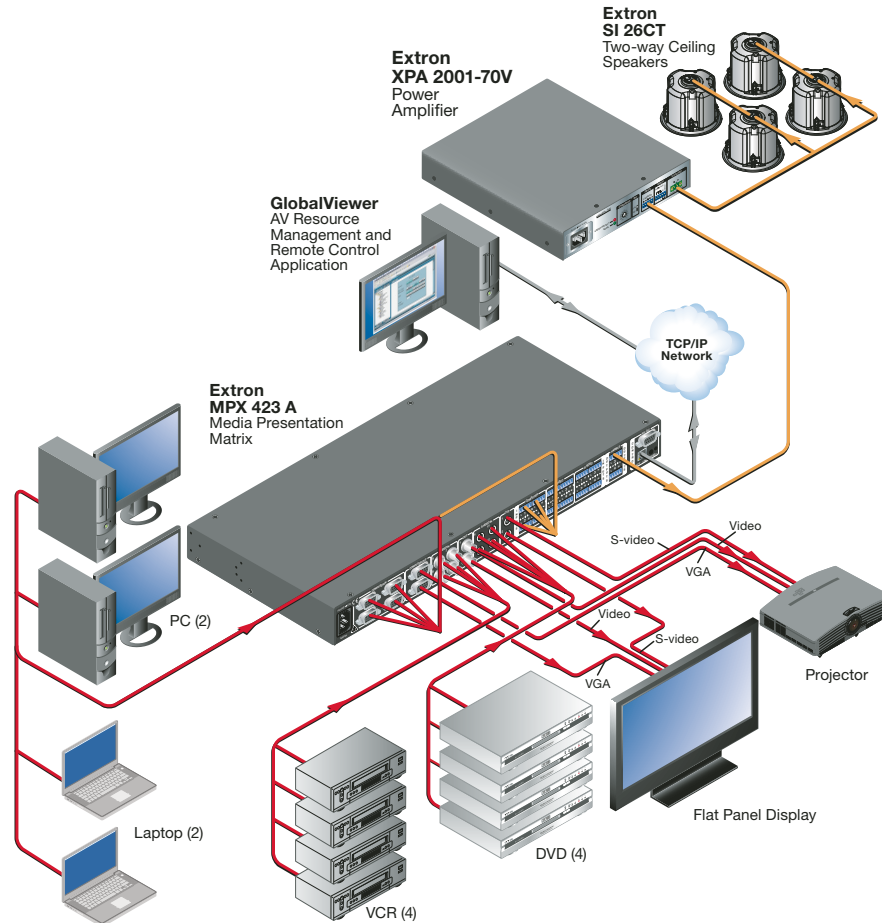 Extron
SI 26CT
Two-way Ceiling
Speakers
Extron
XPA 2001-70V
Power
Amplifier
GlobalViewer
AV Resource
Management and
Remote Control
Application
TCP/IP
Network
Extron
MPX 423 A
Media Presentation
Matrix
S-video
Video
VGA
PC (2)
Video
S-video
VGA
Projector
Flat Panel Display
Laptop (2)
DVD (4)
VCR (4)